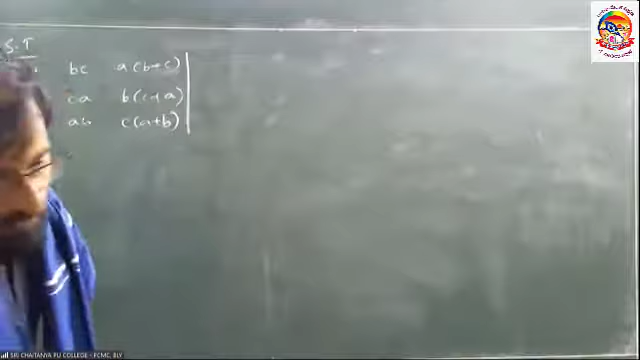 S.T
bc a(b+c)
ca b(c+a)
ab c(a+b)
SRI CHAITANYA PU COLLEGE - PCMC, BLY